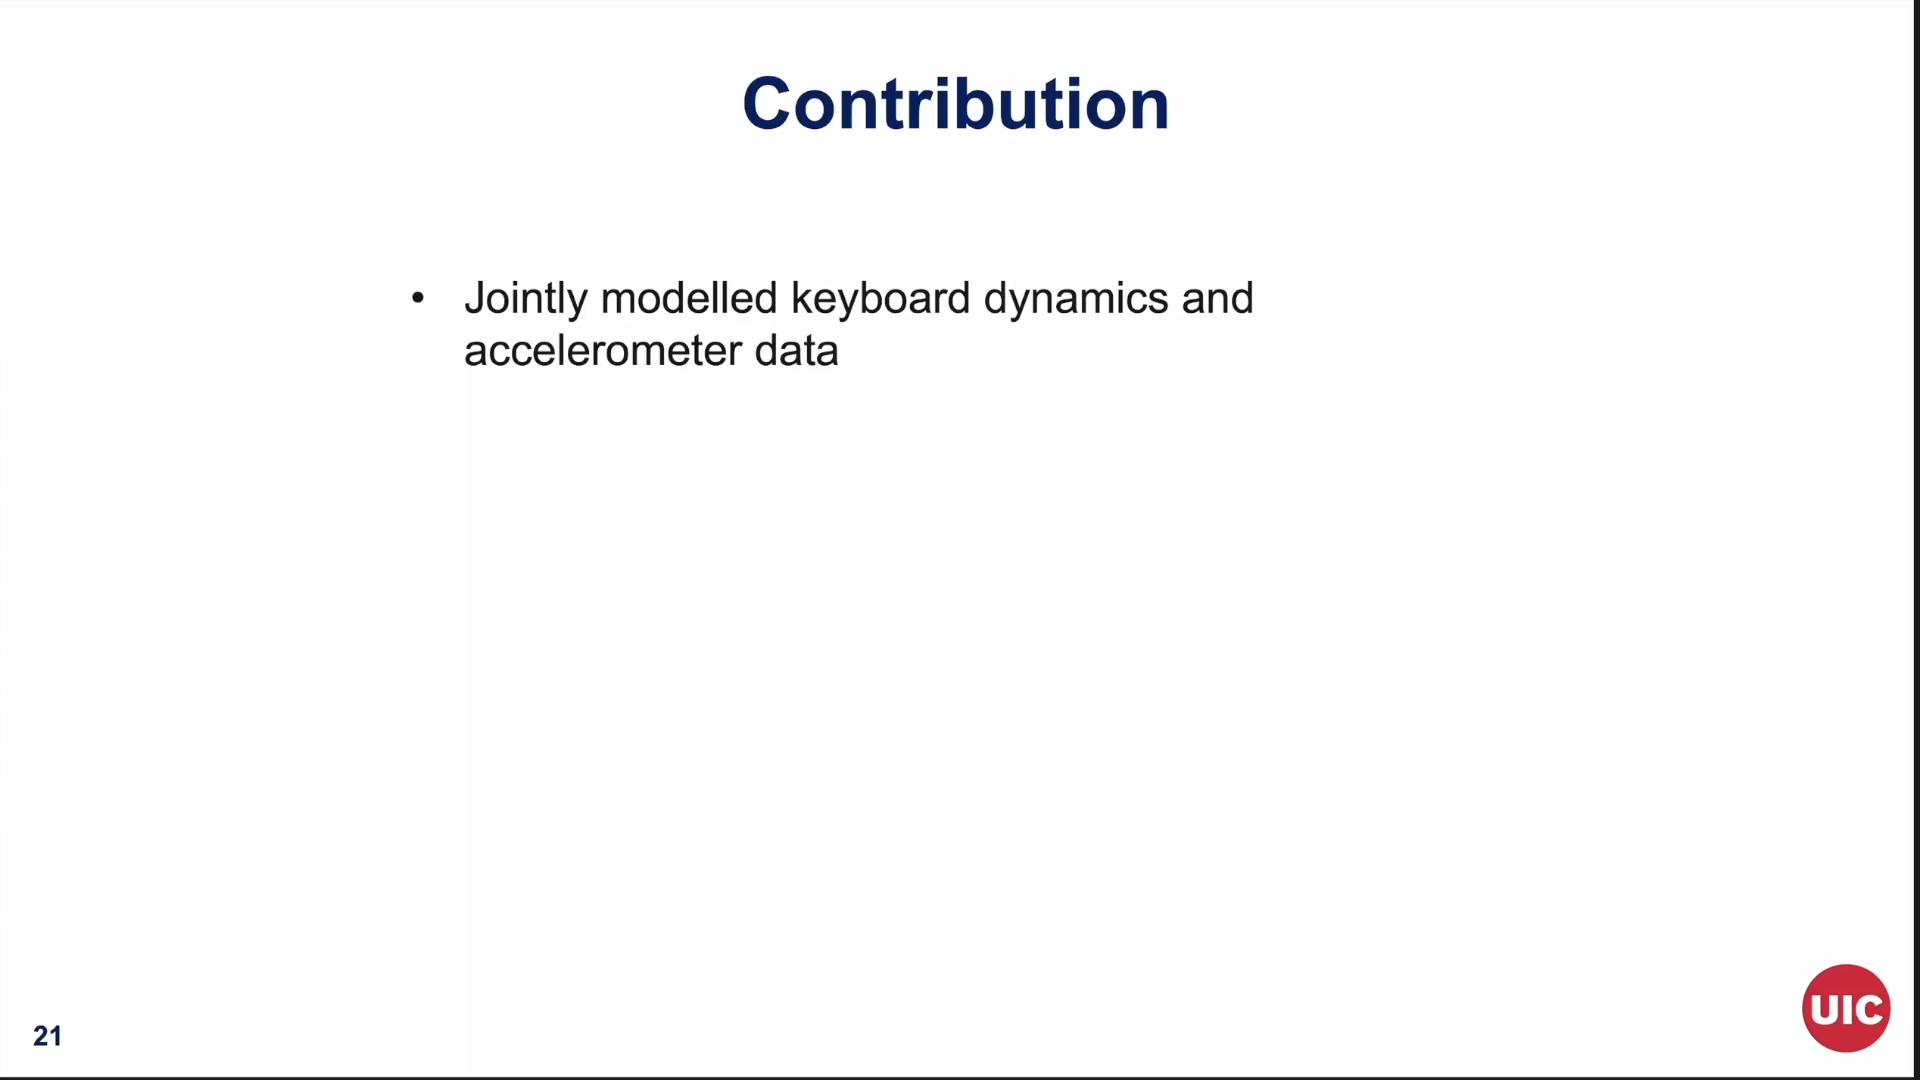 Contribution
• Jointly modelled keyboard dynamics and
accelerometer data
21
UIC